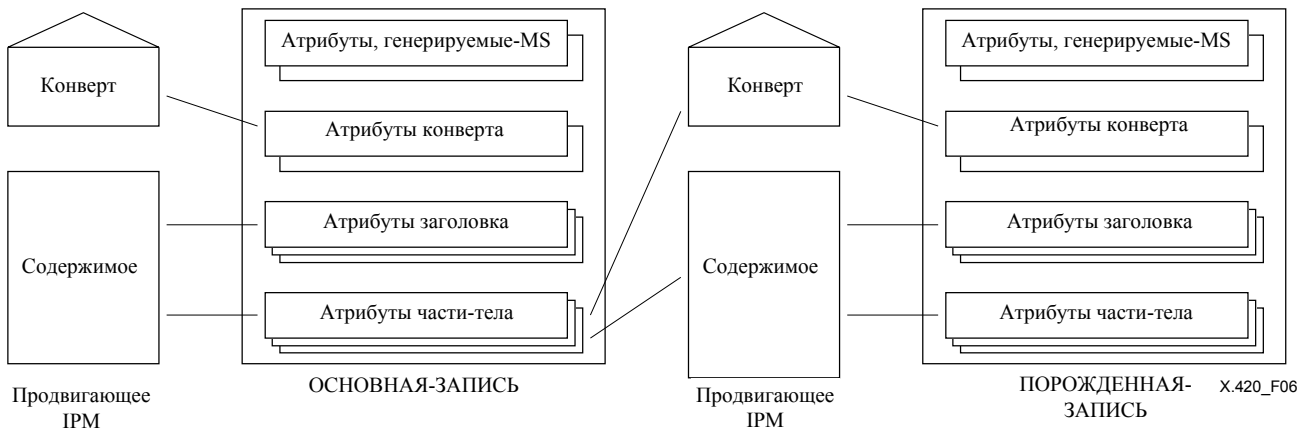 Конверт
Содержимое
Продвигающее
IPM
Атрибуты, генерируемые-MS
Атрибуты конверта
Атрибуты заголовка
Атрибуты части-тела
ОСНОВНАЯ-ЗАПИСЬ
Конверт
Содержимое
Продвигающее
IPM
Атрибуты, генерируемые-MS
Атрибуты конверта
Атрибуты заголовка
Атрибуты части-тела
ПОРОЖДЕННАЯ-
ЗАПИСЬ
X.420_F06